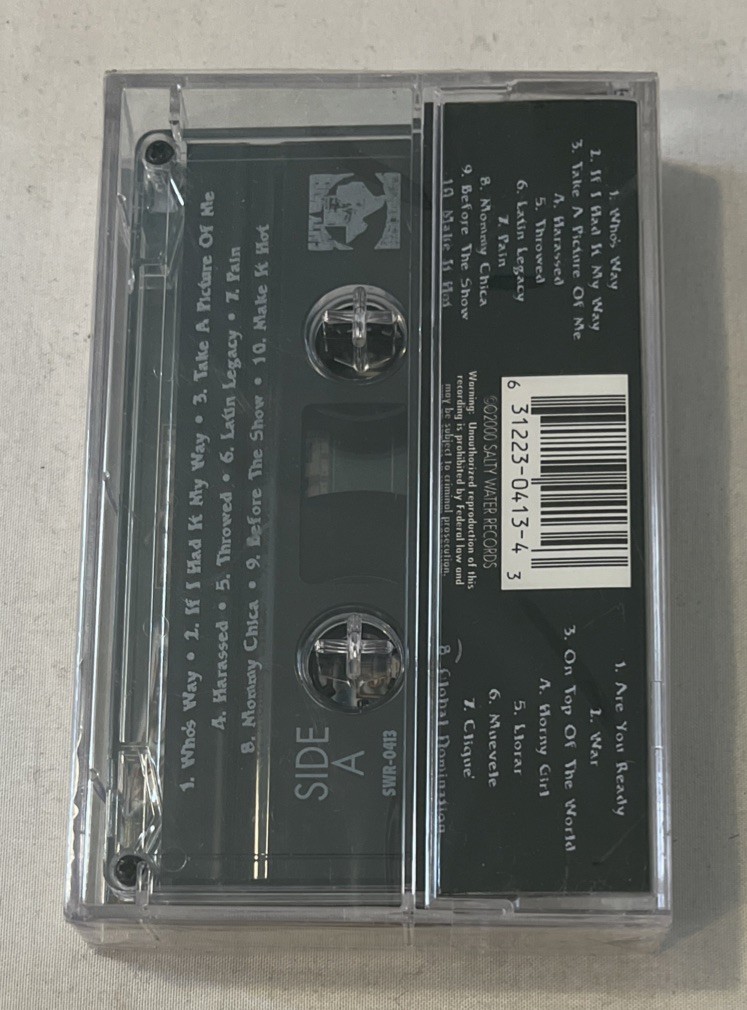 1. Who's Way
2. If I Had It My Way
3. Take A Picture Of Me
4. Harassed
5. Throwed
6. Latin Legacy
7. Pain
8. Mommy Chica
9. Before The Show
10. Make It Hot
6 31223-0413-4 3
©℗2000 SALTY WATER RECORDS
Warning: Unauthorized reproduction of this
recording is prohibited by Federal law and
may be subject to criminal prosecution.
1. Are You Ready
2. War
3. On Top Of The World
4. Horny Girl
5. Llorar
6. Muevele
7. Clique'
8. Global Domination
1. Who's Way • 2. If I Had It My Way • 3. Take A Picture Of Me
4. Harassed • 5. Throwed • 6. Latin Legacy • 7. Pain
8. Mommy Chica • 9. Before The Show • 10. Make It Hot
SIDE
A
SWR-0413